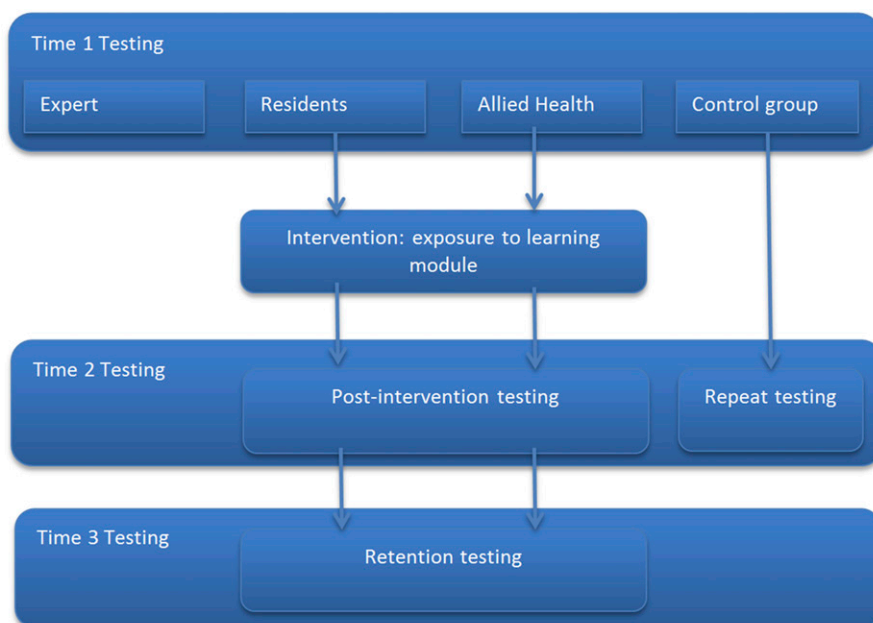 Time 1 Testing
Expert
Residents
Allied Health
Control group
Intervention: exposure to learning
module
Time 2 Testing
Post-intervention testing
Repeat testing
Time 3 Testing
Retention testing